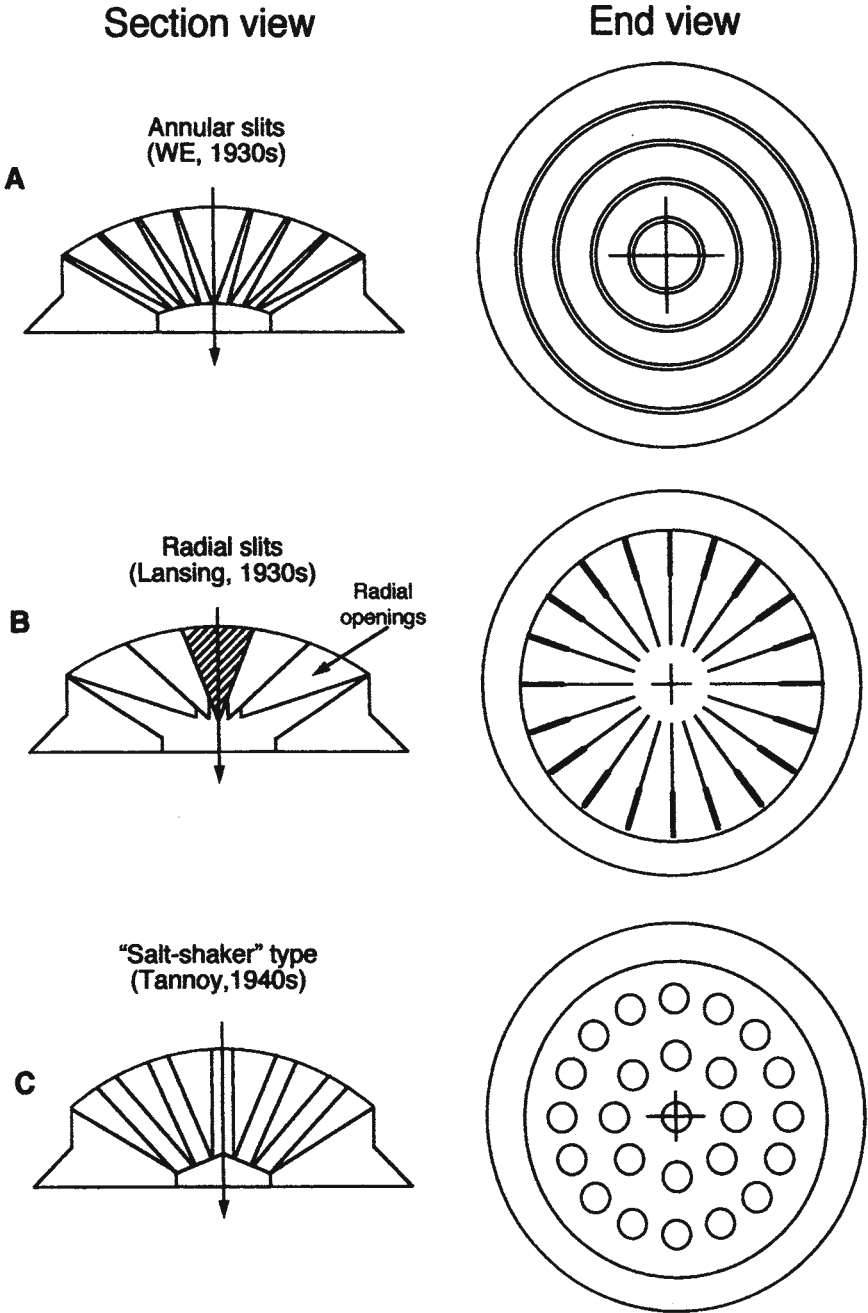 Section view
End view
Annular slits
(WE, 1930s)
A
Radial slits
(Lansing, 1930s)
Radial
openings
B
“Salt-shaker” type
(Tannoy,1940s)
C